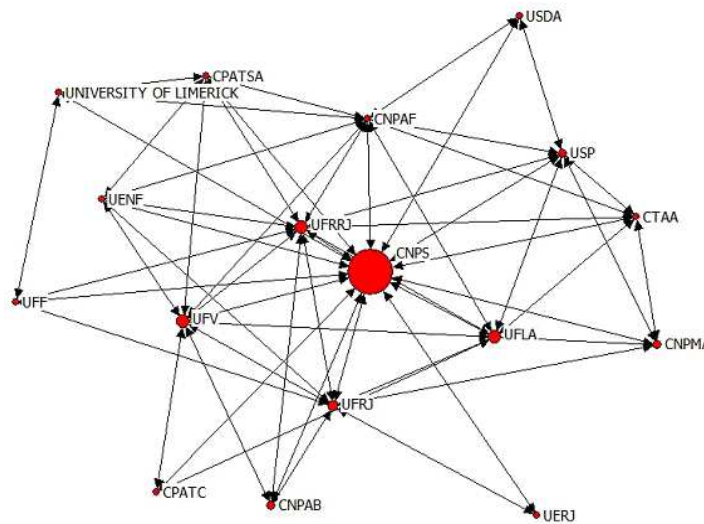 USDA
CPATSA
UNIVERSITY OF LIMERICK
CNPAF
USP
UENF
CTAA
UFRRJ
CNPS
UFF
UFV
UFLA
CNPMA
UFRJ
CPATC
CNPAB
UERJ